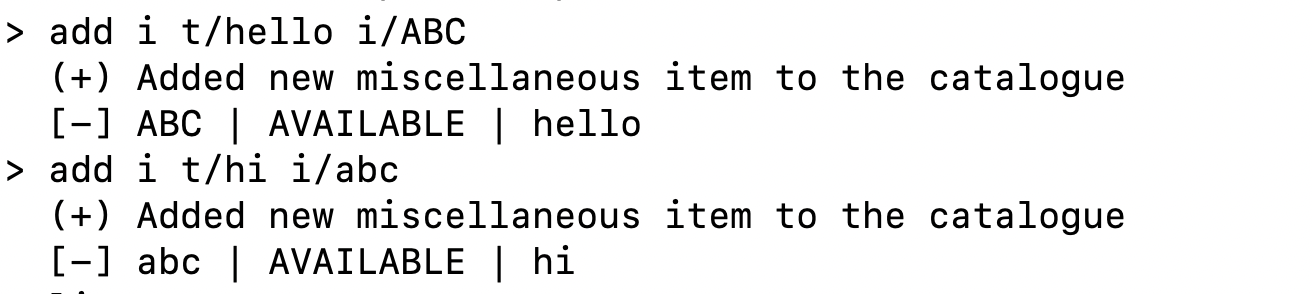 > add i t/hello i/ABC
(+) Added new miscellaneous item to the catalogue
[-] ABC | AVAILABLE | hello
> add i t/hi i/abc
(+) Added new miscellaneous item to the catalogue
[-] abc | AVAILABLE | hi